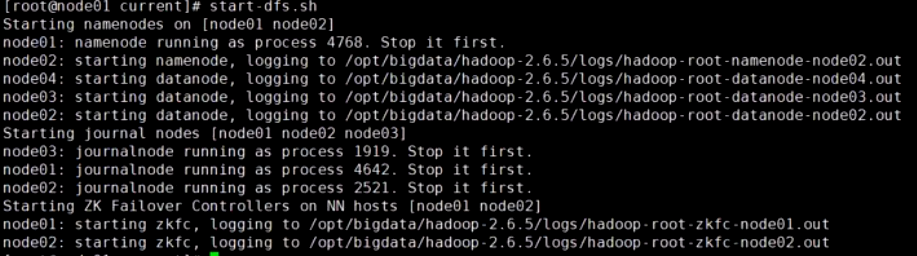 [root@node01 current]# start-dfs.sh
Starting namenodes on [node01 node02]
node01: namenode running as process 4768. Stop it first.
node02: starting namenode, logging to /opt/bigdata/hadoop-2.6.5/logs/hadoop-root-namenode-node02.out
node04: starting datanode, logging to /opt/bigdata/hadoop-2.6.5/logs/hadoop-root-datanode-node04.out
node03: starting datanode, logging to /opt/bigdata/hadoop-2.6.5/logs/hadoop-root-datanode-node03.out
node02: starting datanode, logging to /opt/bigdata/hadoop-2.6.5/logs/hadoop-root-datanode-node02.out
Starting journal nodes [node01 node02 node03]
node03: journalnode running as process 1919. Stop it first.
node01: journalnode running as process 4642. Stop it first.
node02: journalnode running as process 2521. Stop it first.
Starting ZK Failover Controllers on NN hosts [node01 node02]
node01: starting zkfc, logging to /opt/bigdata/hadoop-2.6.5/logs/hadoop-root-zkfc-node01.out
node02: starting zkfc, logging to /opt/bigdata/hadoop-2.6.5/logs/hadoop-root-zkfc-node02.out